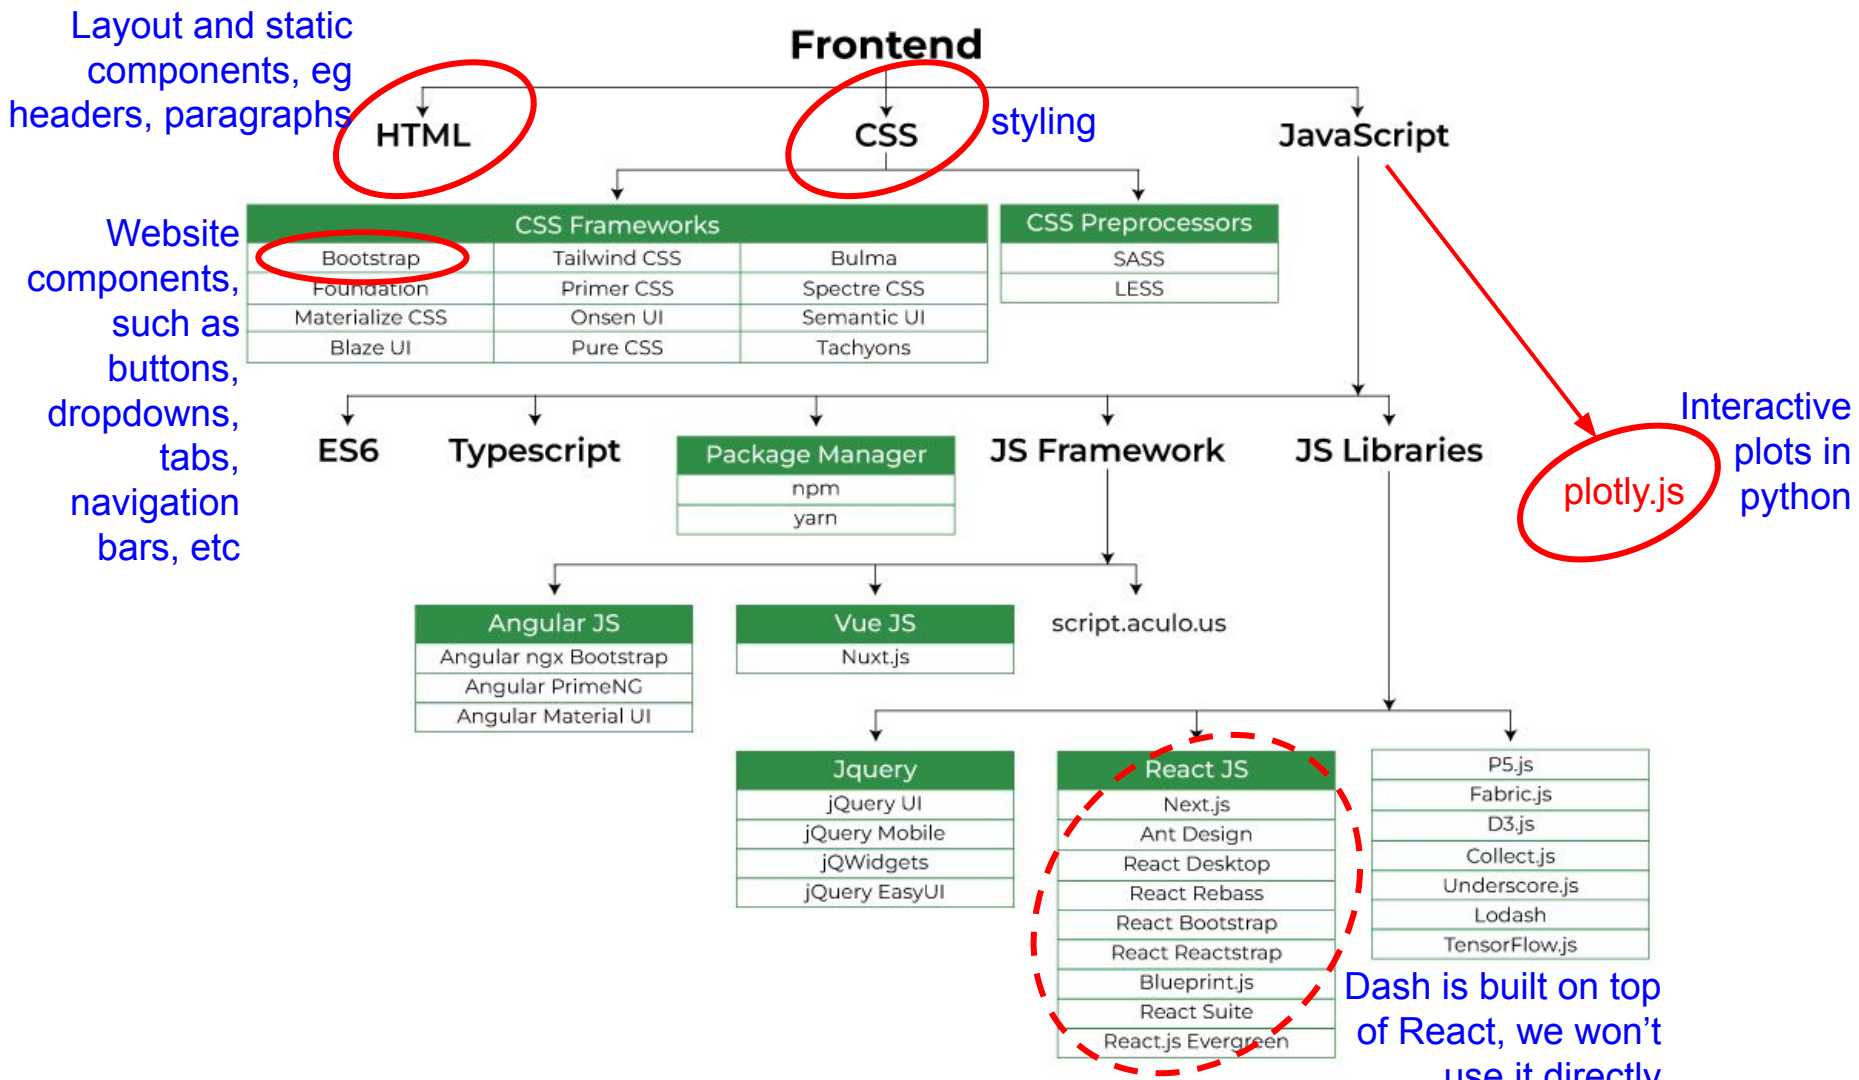 Layout and static
components, eg
headers, paragraphs
Frontend
HTML
CSS
styling
JavaScript
Website
components,
such as
buttons,
dropdowns,
tabs,
navigation
bars, etc
CSS Frameworks
Bootstrap
Tailwind CSS
Bulma
Foundation
Primer CSS
Spectre CSS
Materialize CSS
Onsen UI
Semantic UI
Blaze UI
Pure CSS
Tachyons
CSS Preprocessors
SASS
LESS
ES6
Typescript
Package Manager
npm
yarn
JS Framework
JS Libraries
plotly.js
Interactive
plots in
python
Angular JS
Angular ngx Bootstrap
Angular PrimeNG
Angular Material UI
Vue JS
Nuxt.js
script.aculo.us
Jquery
jQuery UI
jQuery Mobile
jQWidgets
jQuery EasyUI
React JS
Next.js
Ant Design
React Desktop
React Rebass
React Bootstrap
React Reactstrap
Blueprint.js
React Suite
React.js Evergreen
P5.js
Fabric.js
D3.js
Collect.js
Underscore.js
Lodash
TensorFlow.js
Dash is built on top
of React, we won’t
use it directly